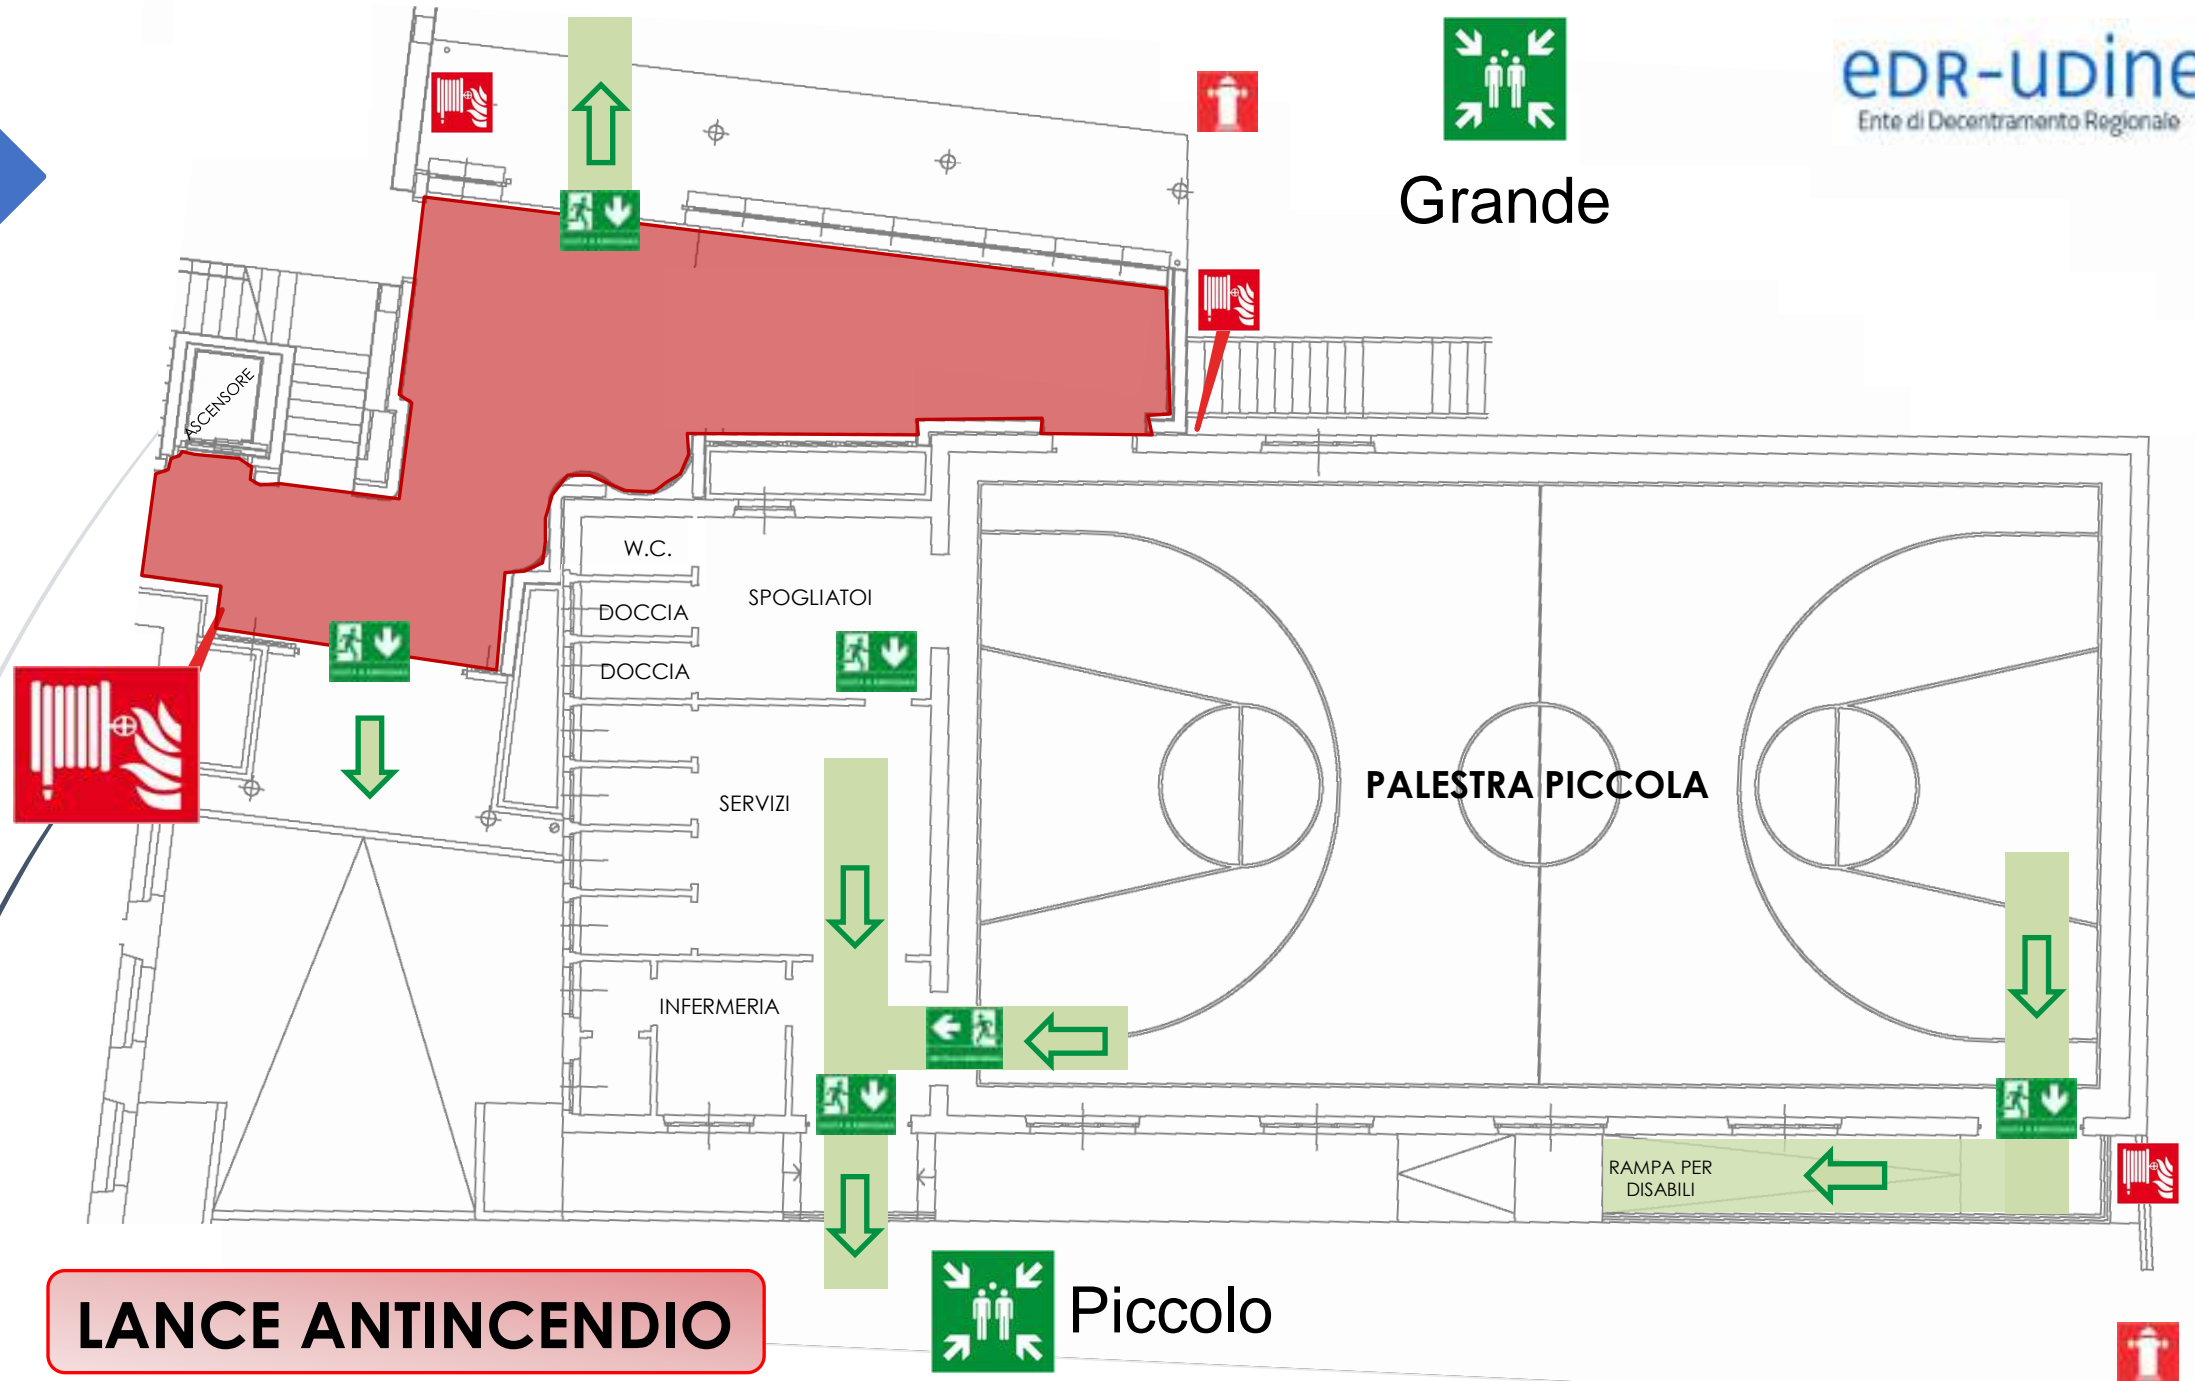 eDR-uDine
Ente di Decentramento Regionale
Grande
ASCENSORE
W.C.
DOCCIA
SPOGLIATOI
DOCCIA
SERVIZI
PALESTRA PICCOLA
INFERMERIA
RAMPA PER
DISABILI
LANCE ANTINCENDIO
Piccolo